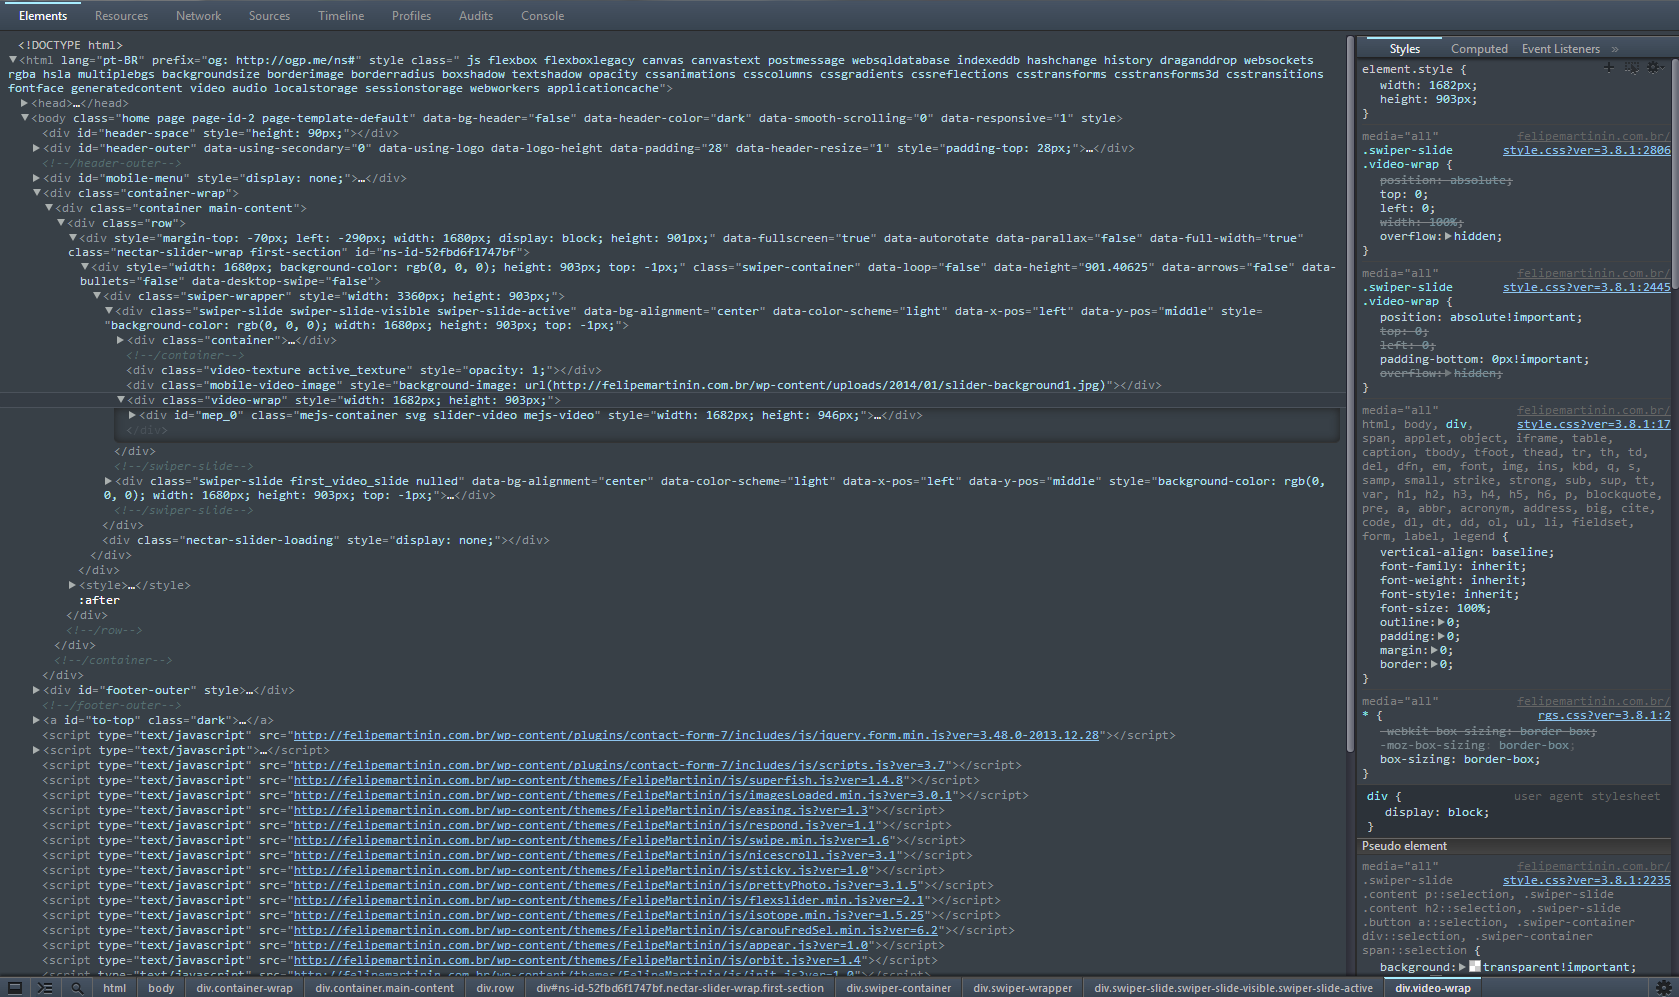 Elements Resources Network Sources Timeline Profiles Audits Console
<!DOCTYPE html>
▼<html lang="pt-BR" prefix="og: http://ogp.me/ns#" style class=" js flexbox flexboxlegacy canvas canvastext postmessage websqldatabase indexeddb hashchange history draganddrop websockets
rgba hsla multiplebgs backgroundsize borderimage borderradius boxshadow textshadow opacity cssanimations csscolumns cssgradients cssreflections csstransforms csstransforms3d csstransitions
fontface generatedcontent video audio localstorage sessionstorage webworkers applicationcache">
▶<head>…</head>
▼<body class="home page page-id-2 page-template-default" data-bg-header="false" data-header-color="dark" data-smooth-scrolling="0" data-responsive="1" style>
<div id="header-space" style="height: 90px;"></div>
▶<div id="header-outer" data-using-secondary="0" data-using-logo data-logo-height data-padding="28" data-header-resize="1" style="padding-top: 28px;">…</div>
<!--/header-outer-->
▶<div id="mobile-menu" style="display: none;">…</div>
▼<div class="container-wrap">
▼<div class="container main-content">
▼<div class="row">
▼<div style="margin-top: -70px; left: -290px; width: 1680px; display: block; height: 901px;" data-fullscreen="true" data-autorotate data-parallax="false" data-full-width="true"
class="nectar-slider-wrap first-section" id="ns-id-52fbd6f1747bf">
▼<div style="width: 1680px; background-color: rgb(0, 0, 0); height: 903px; top: -1px;" class="swiper-container" data-loop="false" data-height="901.40625" data-arrows="false" data-
bullets="false" data-desktop-swipe="false">
▼<div class="swiper-wrapper" style="width: 3360px; height: 903px;">
▼<div class="swiper-slide swiper-slide-visible swiper-slide-active" data-bg-alignment="center" data-color-scheme="light" data-x-pos="left" data-y-pos="middle" style=
"background-color: rgb(0, 0, 0); width: 1680px; height: 903px; top: -1px;">
▶<div class="container">…</div>
<!--/container-->
<div class="video-texture active_texture" style="opacity: 1;"></div>
<div class="mobile-video-image" style="background-image: url(http://felipemartinin.com.br/wp-content/uploads/2014/01/slider-background1.jpg)"></div>
▼<div class="video-wrap" style="width: 1682px; height: 903px;">
▶<div id="mep_0" class="mejs-container svg slider-video mejs-video" style="width: 1682px; height: 946px;">…</div>
</div>
</div>
<!--/swiper-slide-->
▶<div class="swiper-slide first_video_slide nulled" data-bg-alignment="center" data-color-scheme="light" data-x-pos="left" data-y-pos="middle" style="background-color: rgb(0,
0, 0); width: 1680px; height: 903px; top: -1px;">…</div>
<!--/swiper-slide-->
</div>
<div class="nectar-slider-loading" style="display: none;"></div>
</div>
</div>
▶<style>…</style>
:after
</div>
<!--/row-->
</div>
<!--/container-->
</div>
▶<div id="footer-outer" style>…</div>
<!--/footer-outer-->
▶<a id="to-top" class="dark">…</a>
<script type="text/javascript" src="http://felipemartinin.com.br/wp-content/plugins/contact-form-7/includes/js/jquery.form.min.js?ver=3.48.0-2013.12.28"></script>
▶<script type="text/javascript">…</script>
<script type="text/javascript" src="http://felipemartinin.com.br/wp-content/plugins/contact-form-7/includes/js/scripts.js?ver=3.7"></script>
<script type="text/javascript" src="http://felipemartinin.com.br/wp-content/themes/FelipeMartinin/js/superfish.js?ver=1.4.8"></script>
<script type="text/javascript" src="http://felipemartinin.com.br/wp-content/themes/FelipeMartinin/js/imagesLoaded.min.js?ver=3.0.1"></script>
<script type="text/javascript" src="http://felipemartinin.com.br/wp-content/themes/FelipeMartinin/js/easing.js?ver=1.3"></script>
<script type="text/javascript" src="http://felipemartinin.com.br/wp-content/themes/FelipeMartinin/js/respond.js?ver=1.1"></script>
<script type="text/javascript" src="http://felipemartinin.com.br/wp-content/themes/FelipeMartinin/js/swipe.min.js?ver=1.6"></script>
<script type="text/javascript" src="http://felipemartinin.com.br/wp-content/themes/FelipeMartinin/js/nicescroll.js?ver=3.1"></script>
<script type="text/javascript" src="http://felipemartinin.com.br/wp-content/themes/FelipeMartinin/js/sticky.js?ver=1.0"></script>
<script type="text/javascript" src="http://felipemartinin.com.br/wp-content/themes/FelipeMartinin/js/prettyPhoto.js?ver=3.1.5"></script>
<script type="text/javascript" src="http://felipemartinin.com.br/wp-content/themes/FelipeMartinin/js/flexslider.min.js?ver=2.1"></script>
<script type="text/javascript" src="http://felipemartinin.com.br/wp-content/themes/FelipeMartinin/js/isotope.min.js?ver=1.5.25"></script>
<script type="text/javascript" src="http://felipemartinin.com.br/wp-content/themes/FelipeMartinin/js/carouFredSel.min.js?ver=6.2"></script>
<script type="text/javascript" src="http://felipemartinin.com.br/wp-content/themes/FelipeMartinin/js/appear.js?ver=1.0"></script>
<script type="text/javascript" src="http://felipemartinin.com.br/wp-content/themes/FelipeMartinin/js/orbit.js?ver=1.4"></script>
<script type="text/javascript" src="http://felipemartinin.com.br/wp-content/themes/FelipeMartinin/js/init.js?ver=1.0"></script>
Styles Computed Event Listeners »
element.style {
width: 1682px;
height: 903px;
}
media="all" felipemartinin.com.br/
.swiper-slide style.css?ver=3.8.1:2806
.video-wrap {
position: absolute;
top: 0;
left: 0;
width: 100%;
overflow:▶hidden;
}
media="all" felipemartinin.com.br/
.swiper-slide style.css?ver=3.8.1:2445
.video-wrap {
position: absolute!important;
top: 0;
left: 0;
padding-bottom: 0px!important;
overflow:▶hidden;
}
media="all" felipemartinin.com.br/
html, body, div, style.css?ver=3.8.1:17
span, applet, object, iframe, table,
caption, tbody, tfoot, thead, tr, th, td,
del, dfn, em, font, img, ins, kbd, q, s,
samp, small, strike, strong, sub, sup, tt,
var, h1, h2, h3, h4, h5, h6, p, blockquote,
pre, a, abbr, acronym, address, big, cite,
code, dl, dt, dd, ol, ul, li, fieldset,
form, label, legend {
vertical-align: baseline;
font-family: inherit;
font-weight: inherit;
font-style: inherit;
font-size: 100%;
outline:▶0;
padding:▶0;
margin:▶0;
border:▶0;
}
media="all" felipemartinin.com.br/
* { rgs.css?ver=3.8.1:2
-webkit-box-sizing: border-box;
-moz-box-sizing: border-box;
box-sizing: border-box;
}
div { user agent stylesheet
display: block;
}
Pseudo element
media="all" felipemartinin.com.br/
.swiper-slide style.css?ver=3.8.1:2235
.content p::selection, .swiper-slide
.content h2::selection, .swiper-slide
.button a::selection, .swiper-container
div::selection, .swiper-container
span::selection {
background:▶transparent!important;
html body div.container-wrap div.container.main-content div.row div#ns-id-52fbd6f1747bf.nectar-slider-wrap.first-section div.swiper-container div.swiper-wrapper div.swiper-slide.swiper-slide-visible.swiper-slide-active div.video-wrap